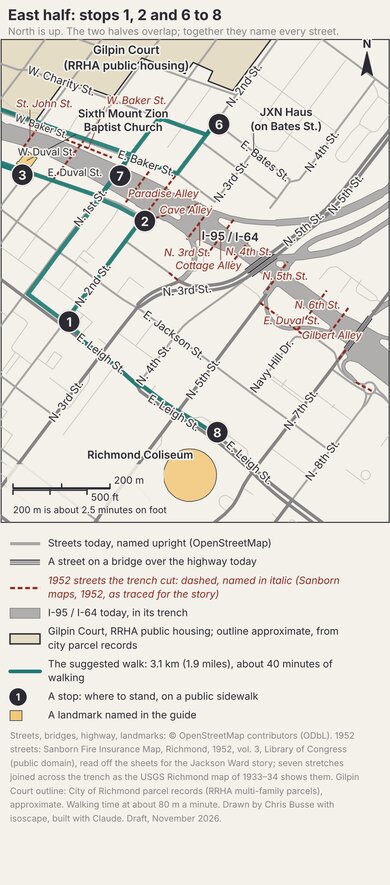 East half: stops 1, 2 and 6 to 8
North is up. The two halves overlap; together they name every street.
Gilpin Court
(RRHA public housing)
N
W. Charity St.
N. 2nd St.
St. John St.
W. Baker St.
Sixth Mount Zion
Baptist Church
JXN Haus
(on Bates St.)
6
W. Baker St.
E. Baker St.
E. Bates St.
N. 4th St.
W. Duval St.
3
E. Duval St.
7
N. 3rd St.
N. 5th St.
Paradise Alley
Cave Alley
N. 1st St.
2
I-95 / I-64
N. 5th St.
N. 3rd St.
N. 4th St.
Cottage Alley
N. 5th St.
N. 2nd St.
N. 3rd St.
N. 6th St.
E. Duval St.
Gilbert Alley
1
E. Jackson St.
E. Leigh St.
N. 4th St.
N. 5th St.
Navy Hill Dr.
N. 3rd St.
E. Leigh St.
N. 7th St.
8
E. Leigh St.
N. 8th St.
Richmond Coliseum
200 m
500 ft
200 m is about 2.5 minutes on foot
Streets today, named upright (OpenStreetMap)
A street on a bridge over the highway today
1952 streets the trench cut: dashed, named in italic (Sanborn
maps, 1952, as traced for the story)
I-95 / I-64 today, in its trench
Gilpin Court, RRHA public housing; outline approximate, from
city parcel records
The suggested walk: 3.1 km (1.9 miles), about 40 minutes of
walking
1
A stop: where to stand, on a public sidewalk
A landmark named in the guide
Streets, bridges, highway, landmarks: © OpenStreetMap contributors (ODbL). 1952
streets: Sanborn Fire Insurance Map, Richmond, 1952, vol. 3, Library of Congress
(public domain), read off the sheets for the Jackson Ward story; seven stretches
joined across the trench as the USGS Richmond map of 1933–34 shows them. Gilpin
Court outline: City of Richmond parcel records (RRHA multi-family parcels),
approximate. Walking time at about 80 m a minute. Drawn by Chris Busse with
isoscape, built with Claude. Draft, November 2026.